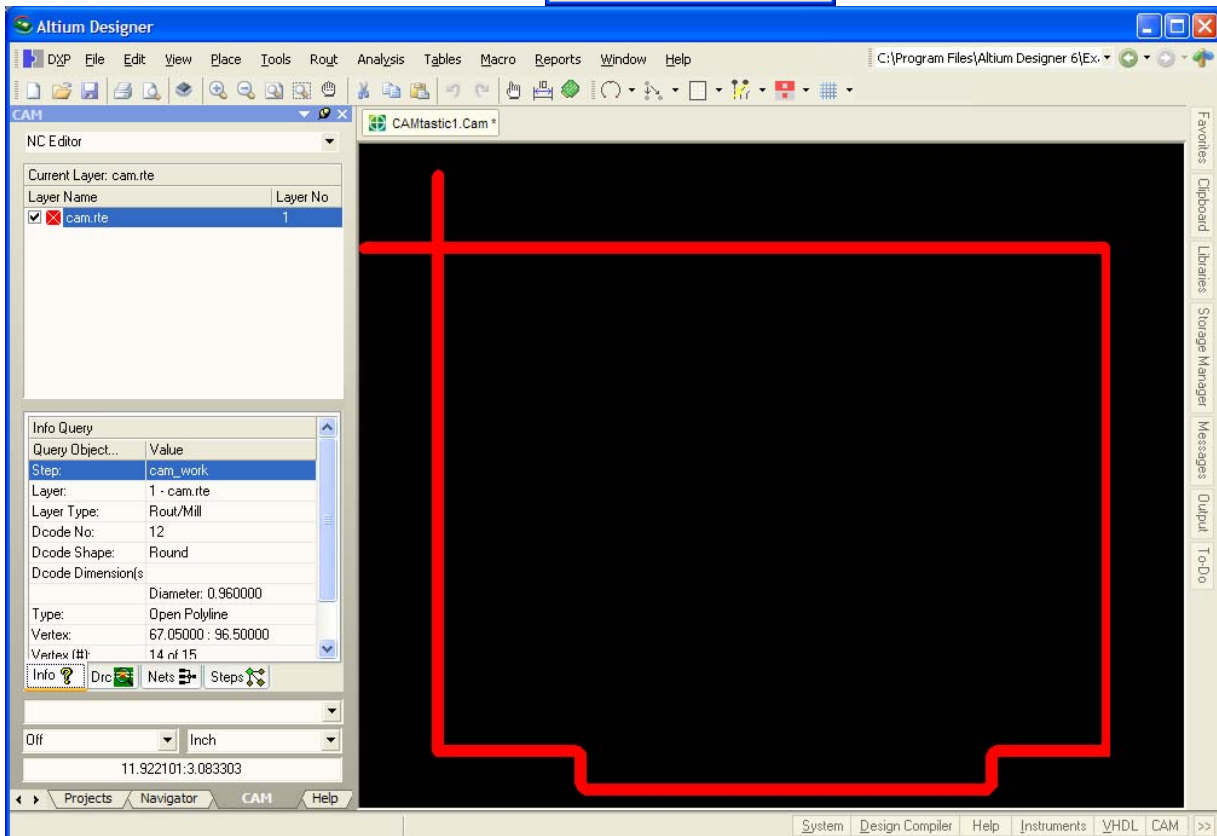 Altium Designer
DXP File Edit View Place Tools Rout Analysis Tables Macro Reports Window Help
C:\Program Files\Altium Designer 6\Ex
CAM
CAMtastic1.Cam *
NC Editor
Current Layer: cam.rte
Layer Name Layer No
cam.rte 1
Info Query
Query Object... Value
Step: cam_work
Layer: 1 - cam.rte
Layer Type: Rout/Mill
Dcode No: 12
Dcode Shape: Round
Dcode Dimension(s
Diameter: 0.960000
Type: Open Polyline
Vertex: 67.05000 : 96.50000
Vertex (#): 14 of 15
Info Drc Nets Steps
Off Inch
11.922101:3.083303
Projects Navigator CAM Help
Favorites
Clipboard
Libraries
Storage Manager
Messages
Output
To-Do
System Design Compiler Help Instruments VHDL CAM >>